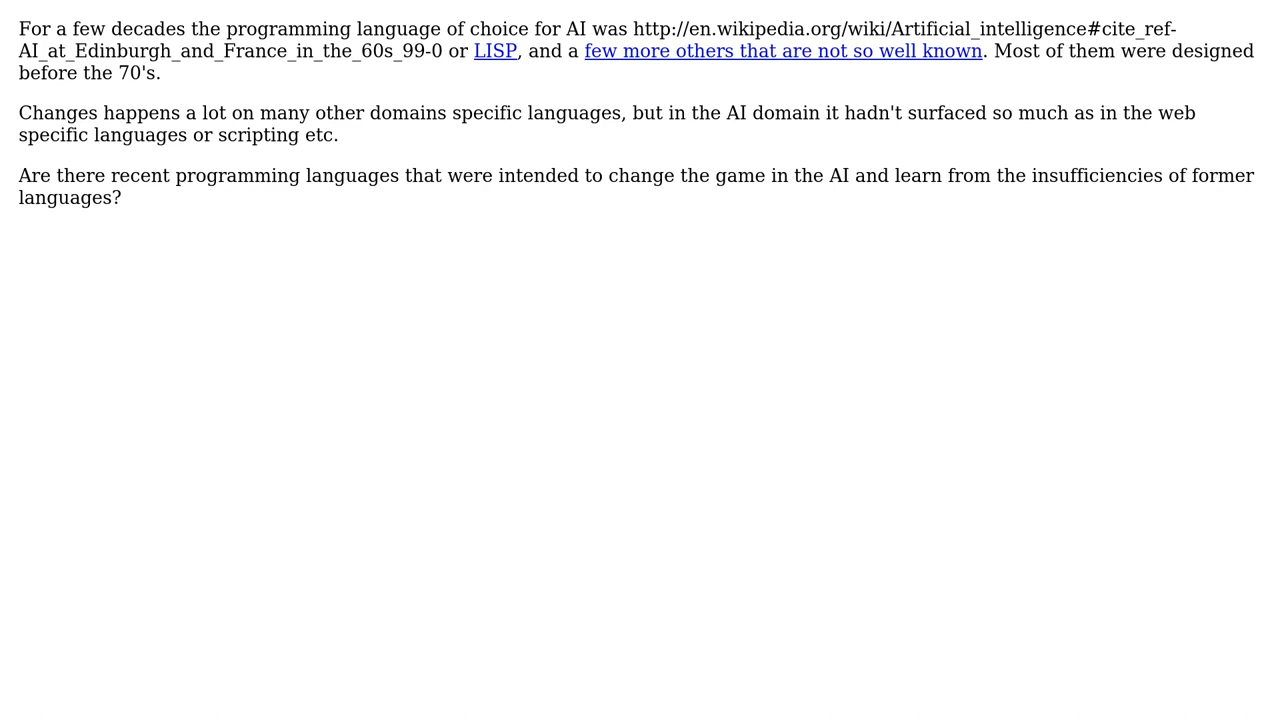 For a few decades the programming language of choice for AI was http://en.wikipedia.org/wiki/Artificial_intelligence#cite_ref-
AI_at_Edinburgh_and_France_in_the_60s_99-0 or LISP, and a few more others that are not so well known. Most of them were designed
before the 70's.
Changes happens a lot on many other domains specific languages, but in the AI domain it hadn't surfaced so much as in the web
specific languages or scripting etc.
Are there recent programming languages that were intended to change the game in the AI and learn from the insufficiencies of former
languages?